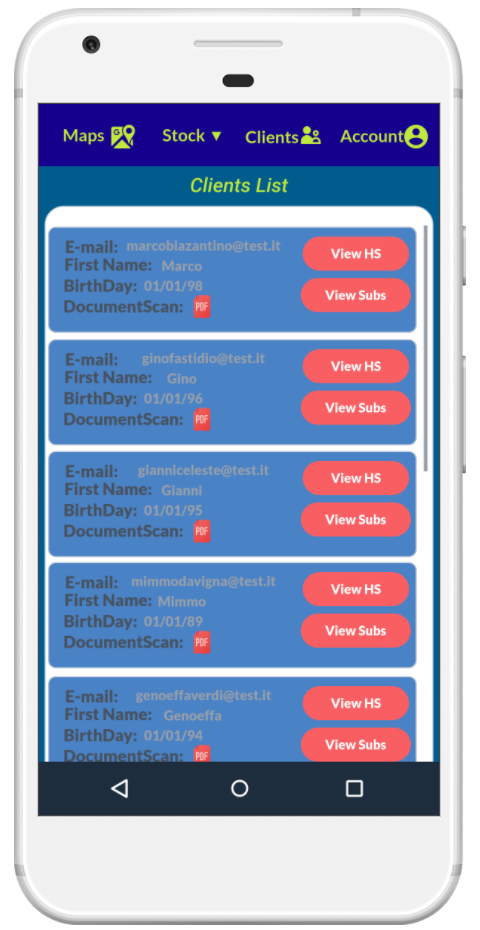 Maps Stock ▼ Clients Account
Clients List
E-mail: marcobiazantino@test.it
First Name: Marco
BirthDay: 01/01/98
DocumentScan: PDF
View HS
View Subs
E-mail: ginofastidio@test.it
First Name: Gino
BirthDay: 01/01/96
DocumentScan: PDF
View HS
View Subs
E-mail: gianniceleste@test.it
First Name: Gianni
BirthDay: 01/01/95
DocumentScan: PDF
View HS
View Subs
E-mail: mimmodavigna@test.it
First Name: Mimmo
BirthDay: 01/01/89
DocumentScan: PDF
View HS
View Subs
E-mail: genoeffaverdi@test.it
First Name: Genoeffa
BirthDay: 01/01/94
DocumentScan: PDF
View HS
View Subs